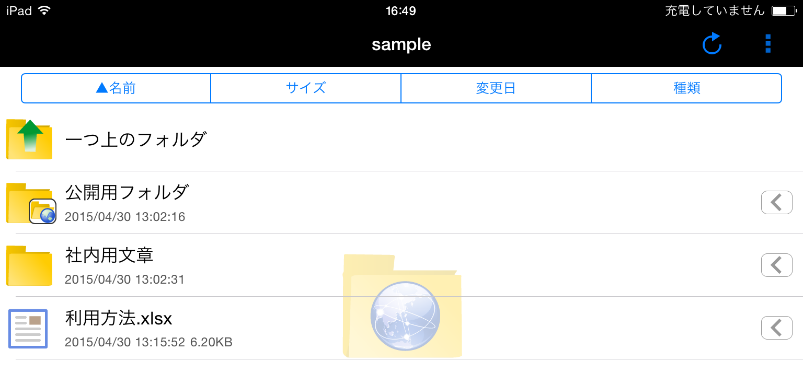 iPad 16:49 充電していません
sample
▲名前 サイズ 変更日 種類
一つ上のフォルダ
公開用フォルダ
2015/04/30 13:02:16
社内用文章
2015/04/30 13:02:31
利用方法.xlsx
2015/04/30 13:15:52 6.20KB